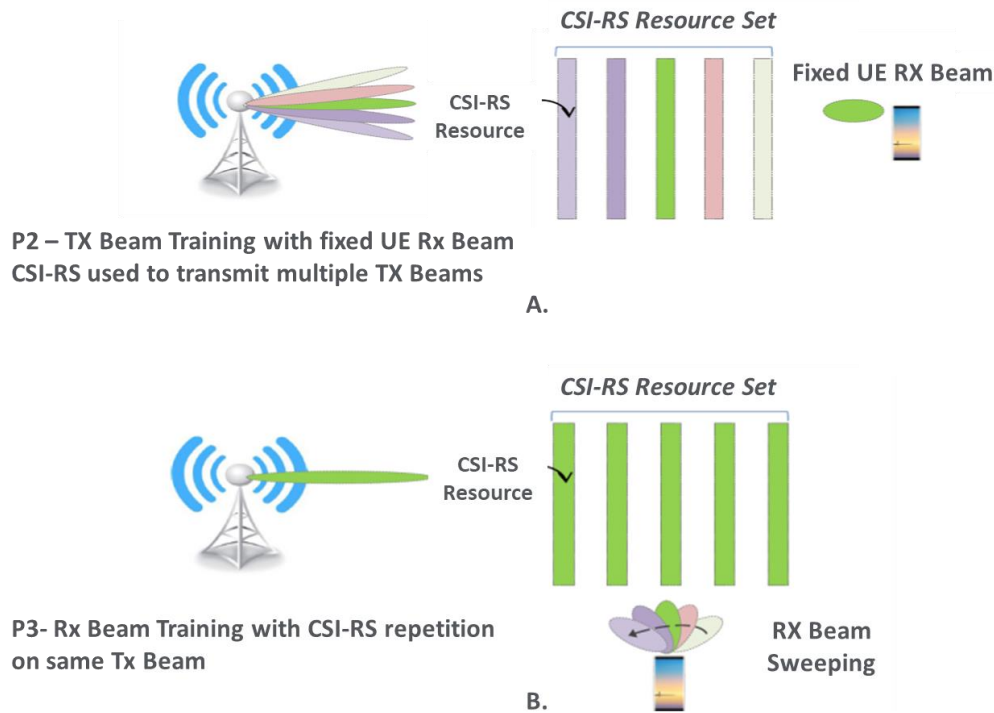 CSI-RS Resource Set
Fixed UE RX Beam
CSI-RS
Resource
P2 – TX Beam Training with fixed UE Rx Beam
CSI-RS used to transmit multiple TX Beams
A.
CSI-RS Resource Set
CSI-RS
Resource
P3- Rx Beam Training with CSI-RS repetition
on same Tx Beam
RX Beam
Sweeping
B.